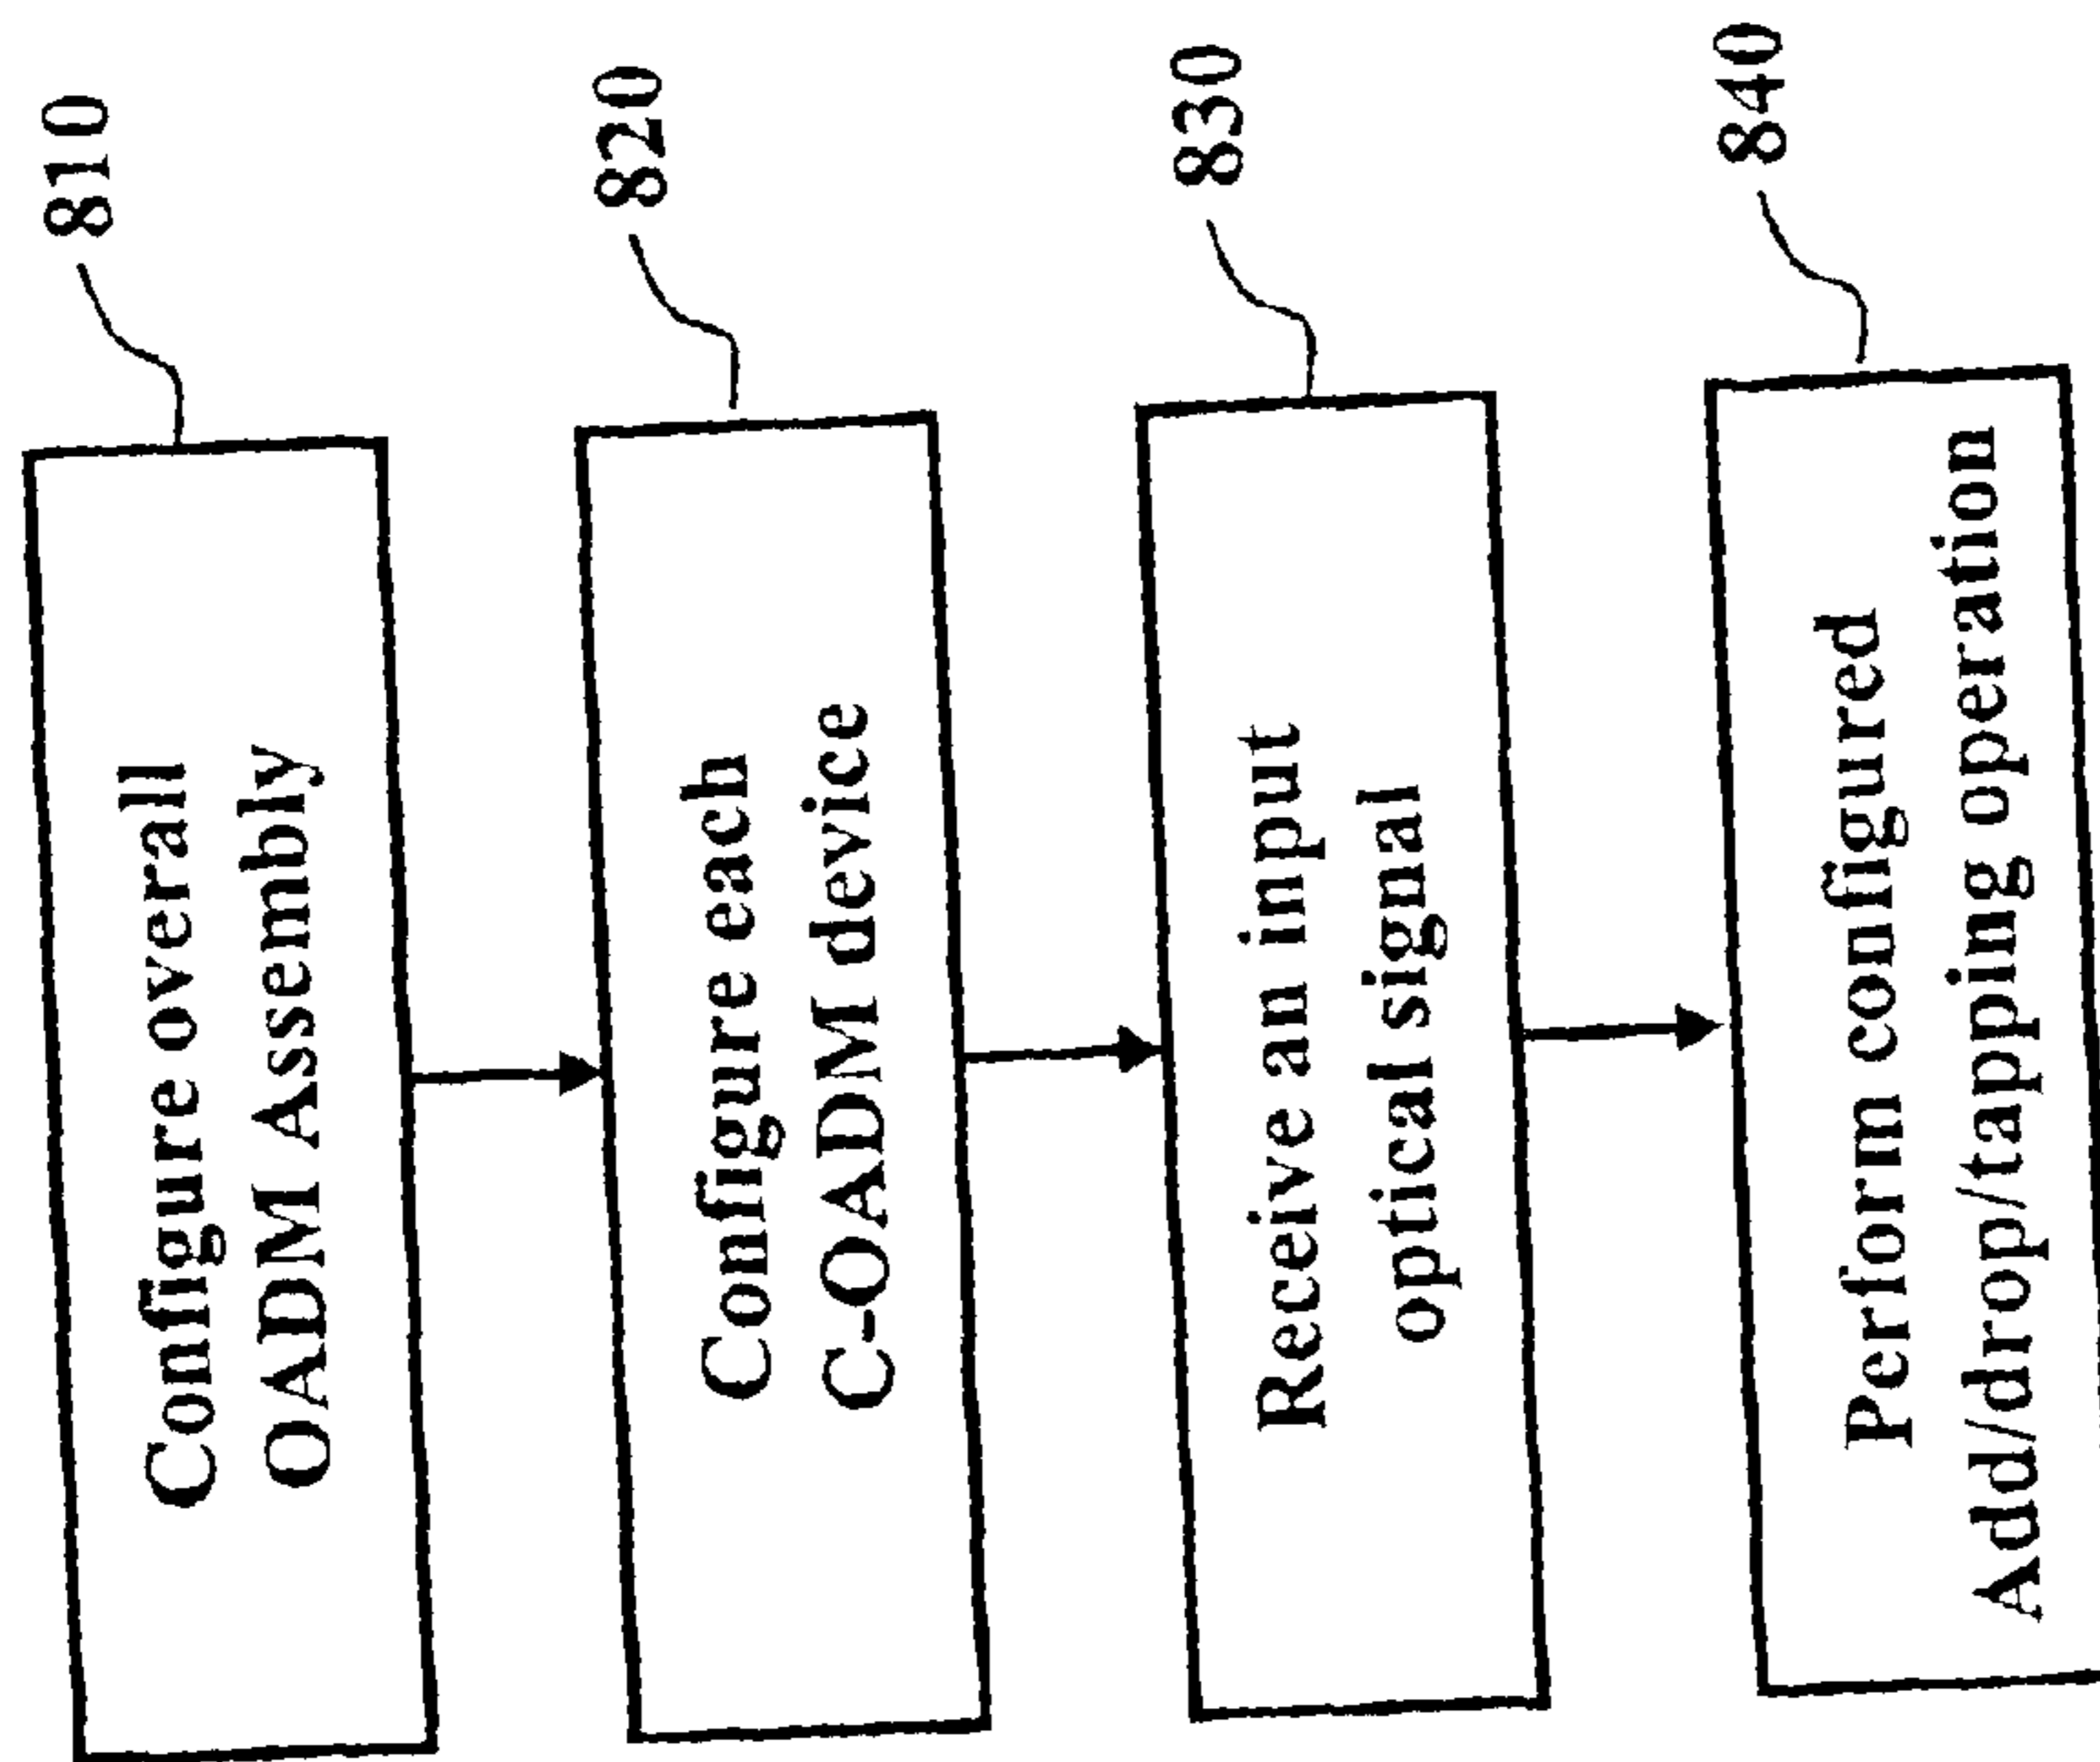 810
Configure overall
OADM Assembly
820
Configure each
C-OADM device
830
Receive an input
optical signal
840
Perform configured
Add/drop/tapping operation